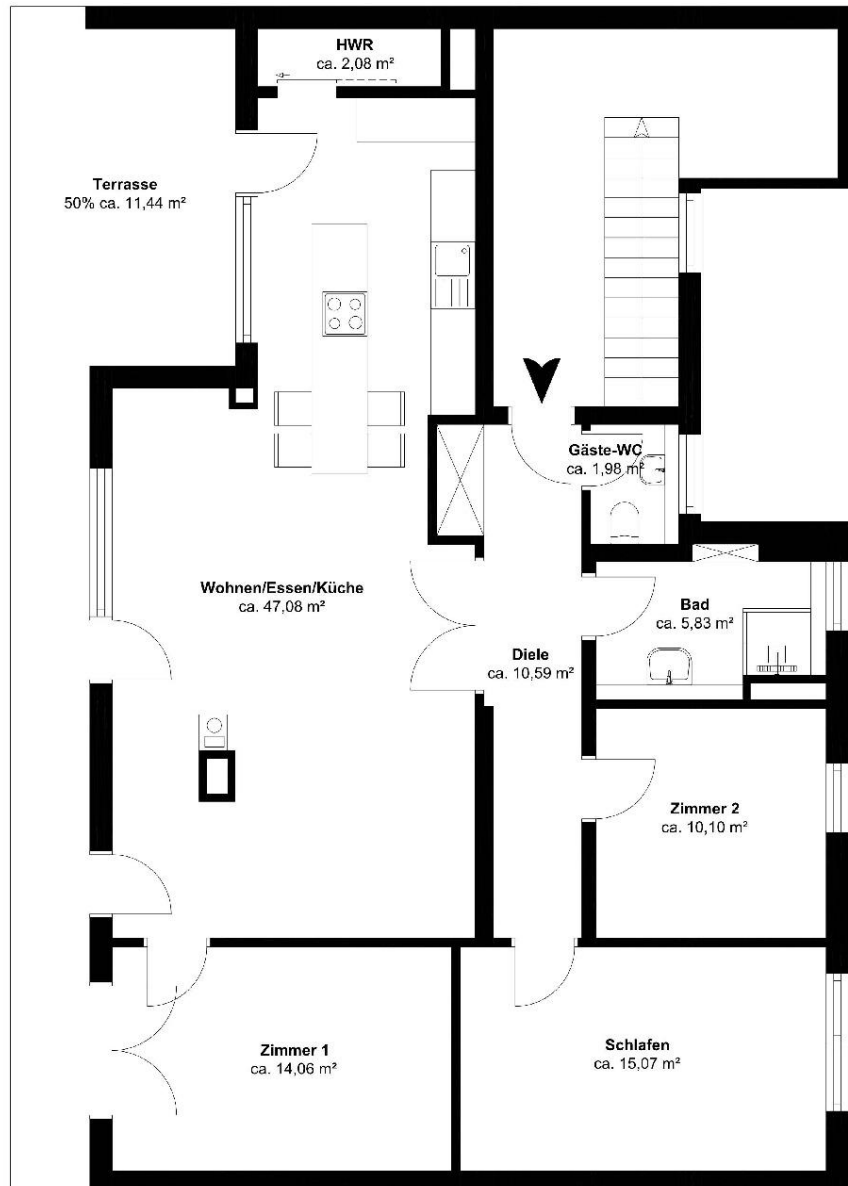 HWR
ca. 2,08 m²
Terrasse
50% ca. 11,44 m²
Gäste-WC
ca. 1,98 m²
Wohnen/Essen/Küche
ca. 47,08 m²
Bad
ca. 5,83 m²
Diele
ca. 10,59 m²
Zimmer 2
ca. 10,10 m²
Zimmer 1
ca. 14,06 m²
Schlafen
ca. 15,07 m²